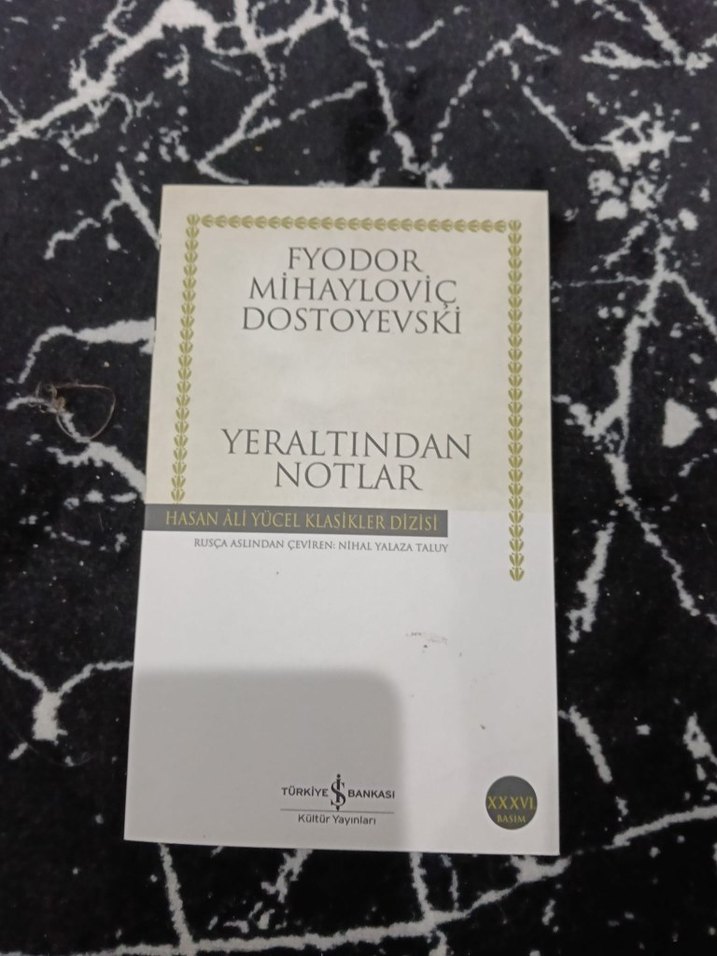 FYODOR
MİHAYLOVİÇ
DOSTOYEVSKİ
YERALTINDAN
NOTLAR
HASAN ÂLİ YÜCEL KLASİKLER DİZİSİ
RUSÇA ASLINDAN ÇEVİREN: NİHAL YALAZA TALUY
TÜRKİYE İŞ BANKASI
Kültür Yayınları
XXXVI.
BASIM